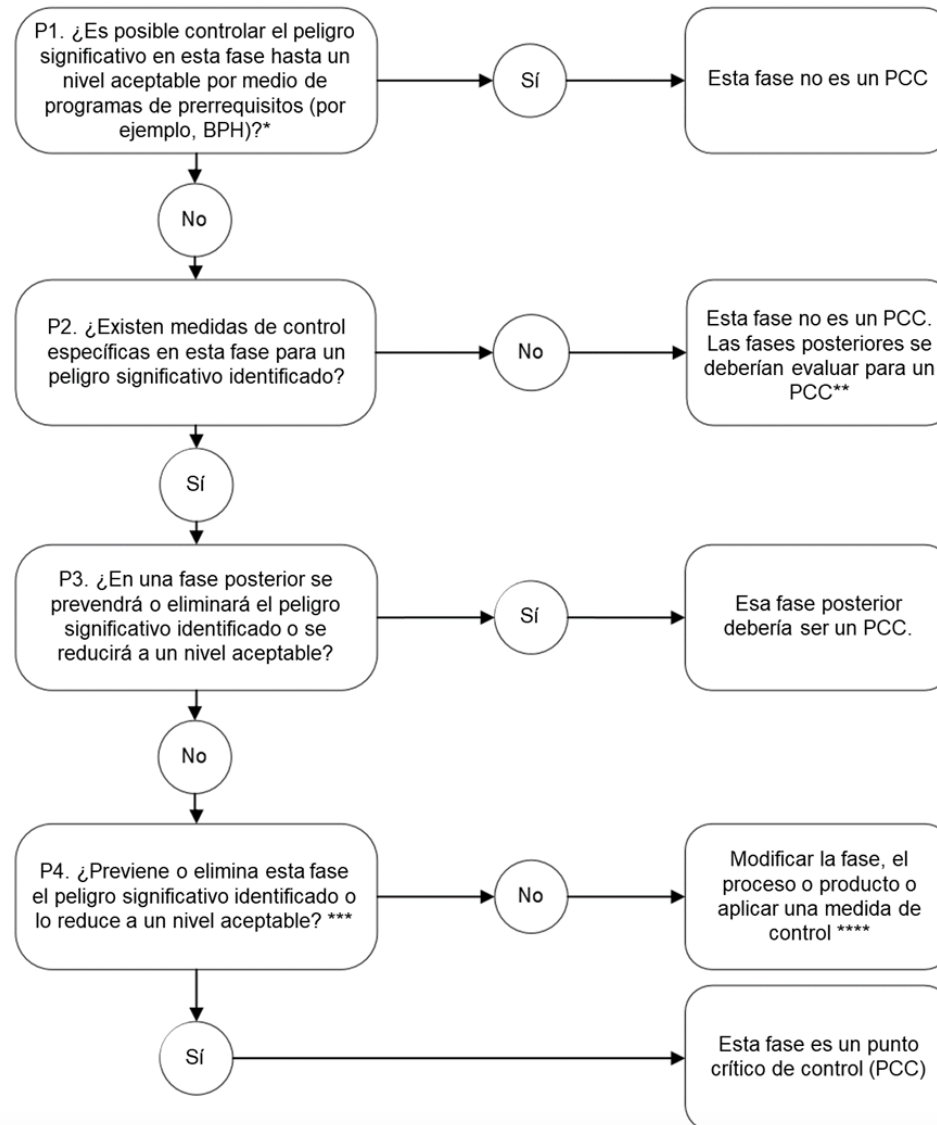 P1. ¿Es posible controlar el peligro
significativo en esta fase hasta un
nivel aceptable por medio de
programas de prerrequisitos (por
ejemplo, BPH)?*
Sí
Esta fase no es un PCC
No
P2. ¿Existen medidas de control
específicas en esta fase para un
peligro significativo identificado?
No
Esta fase no es un PCC.
Las fases posteriores se
deberían evaluar para un
PCC**
Sí
P3. ¿En una fase posterior se
prevendrá o eliminará el peligro
significativo identificado o se
reducirá a un nivel aceptable?
Sí
Esa fase posterior
debería ser un PCC.
No
P4. ¿Previene o elimina esta fase
el peligro significativo identificado o
lo reduce a un nivel aceptable? ***
No
Modificar la fase, el
proceso o producto o
aplicar una medida de
control ****
Sí
Esta fase es un punto
crítico de control (PCC)